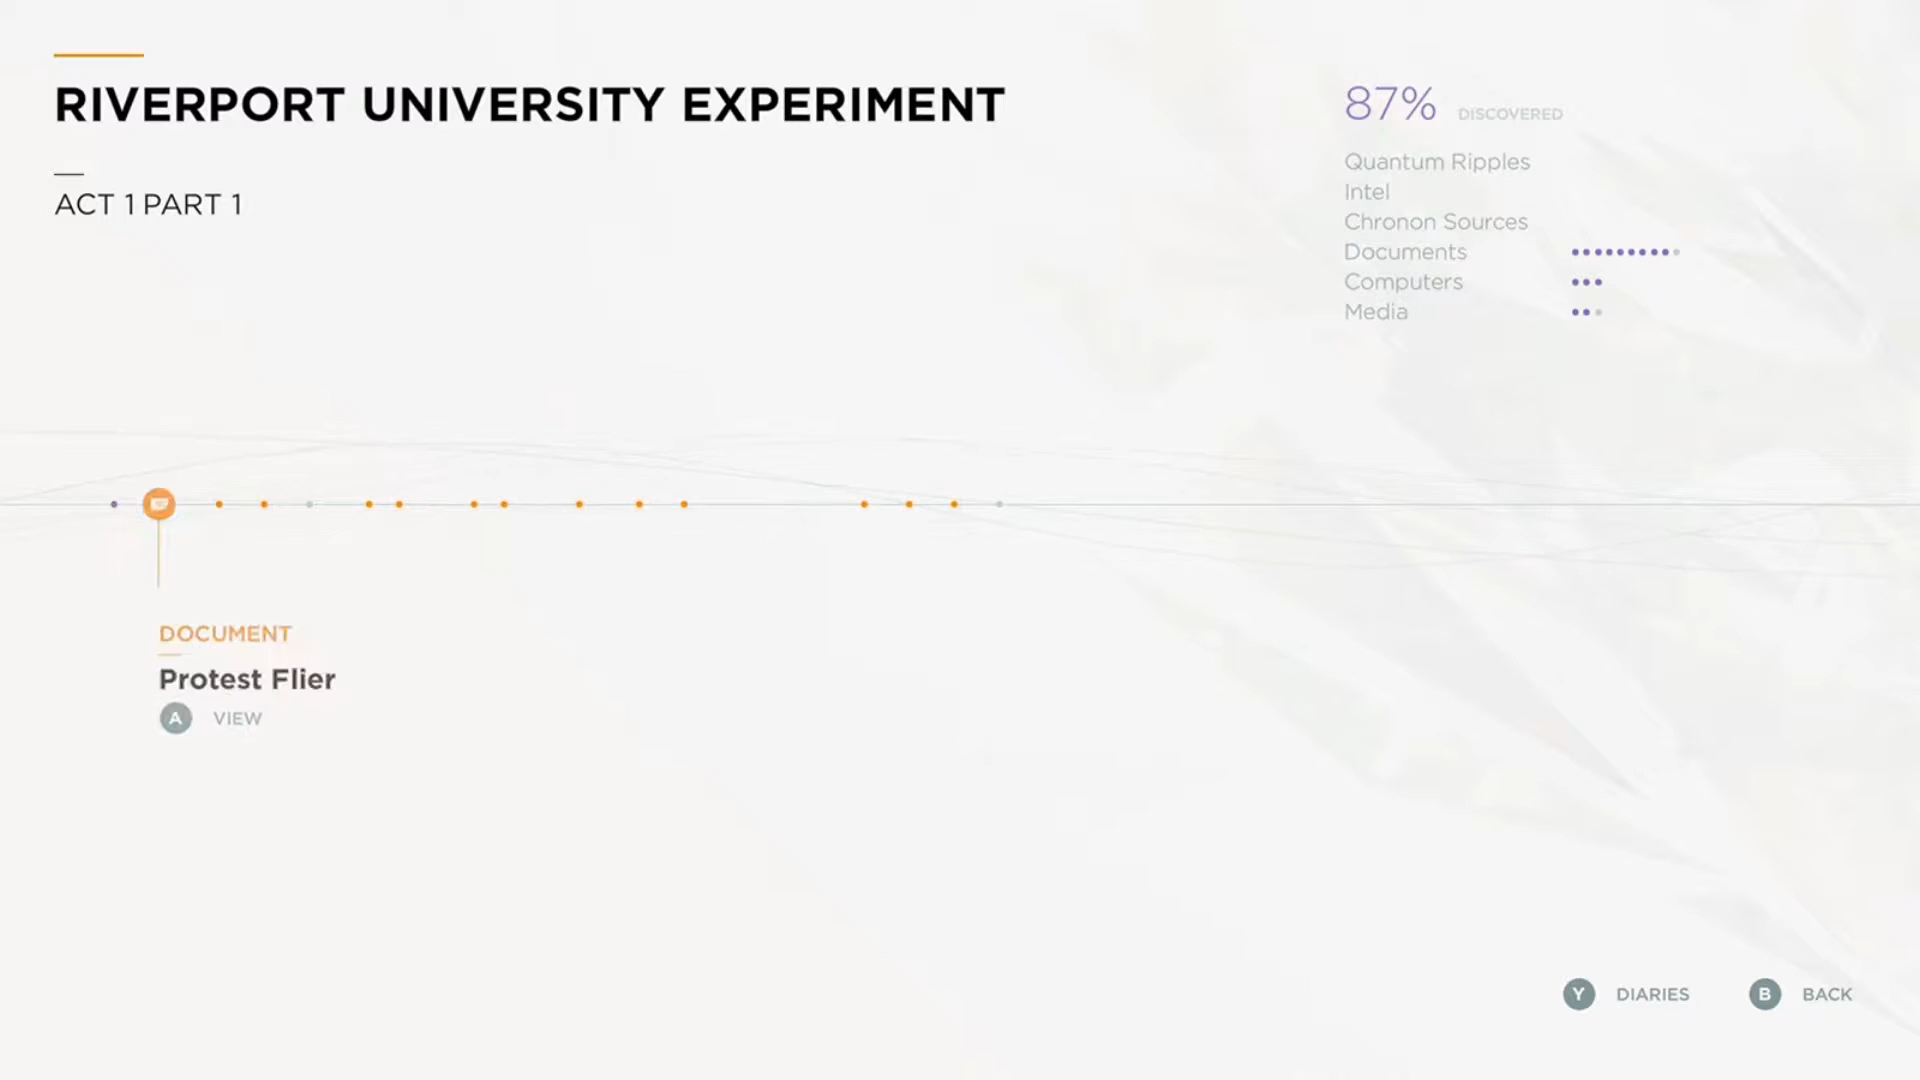 RIVERPORT UNIVERSITY EXPERIMENT
ACT 1 PART 1
87% DISCOVERED
Quantum Ripples
Intel
Chronon Sources
Documents
Computers
Media
DOCUMENT
Protest Flier
A VIEW
Y DIARIES B BACK